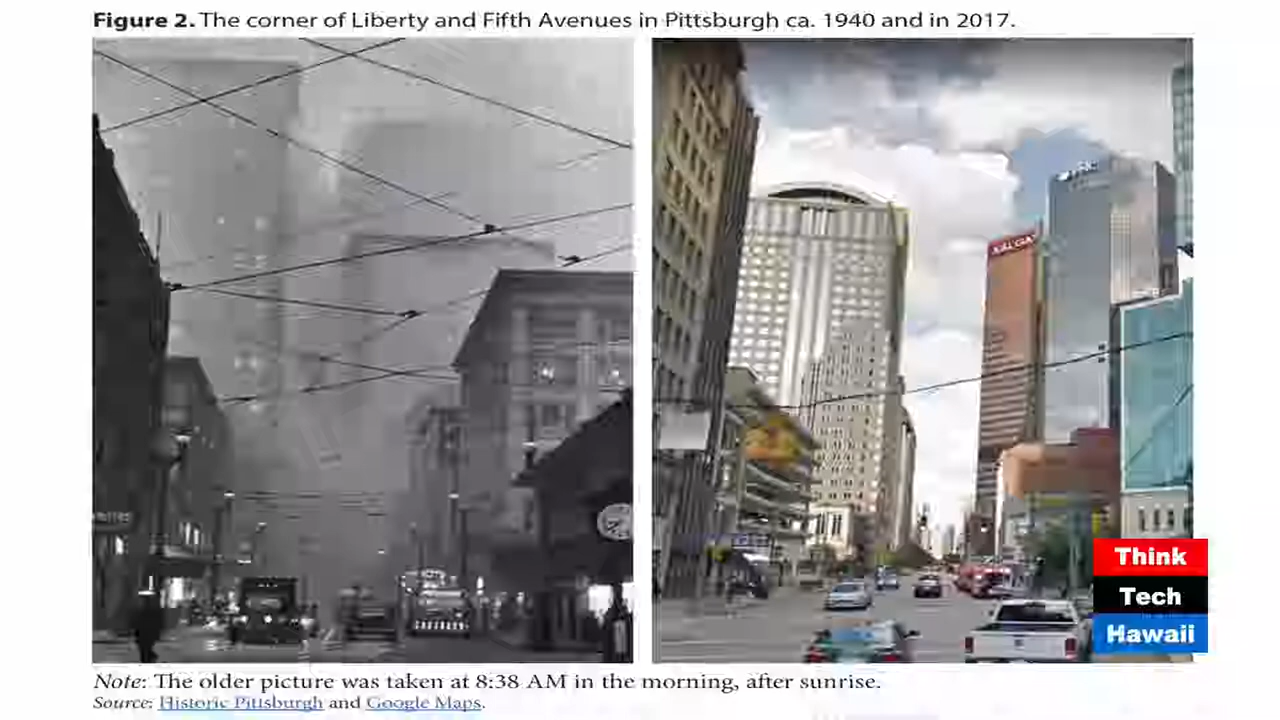 Figure 2. The corner of Liberty and Fifth Avenues in Pittsburgh ca. 1940 and in 2017.
Think
Tech
Hawaii
Note: The older picture was taken at 8:38 AM in the morning, after sunrise.
Source: Historic Pittsburgh and Google Maps.